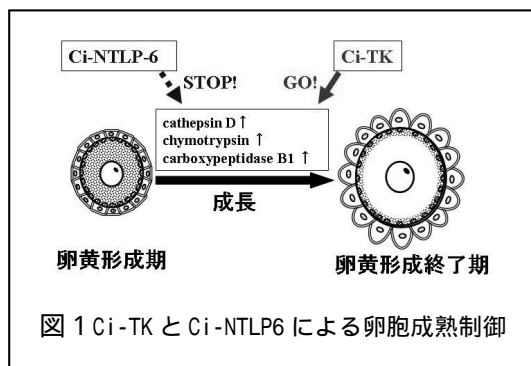 Ci-NTLP-6
Ci-TK
STOP!
GO!
cathepsin D↑
chymotrypsin ↑
carboxypeptidase B1 ↑
成長
卵黄形成期
卵黄形成終了期
図 1 Ci-TK と Ci-NTLP6 による卵胞成熟制御